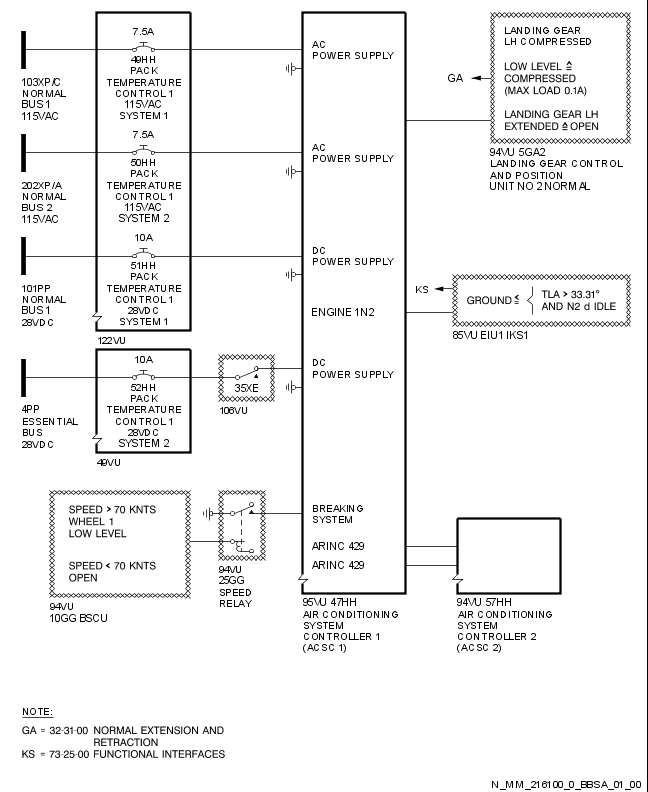 7.5A
49HH
PACK
TEMPERATURE
CONTROL 1
115VAC
SYSTEM 1
103XP/C
NORMAL
BUS 1
115VAC
7.5A
50HH
PACK
TEMPERATURE
CONTROL 1
115VAC
SYSTEM 2
202XP/A
NORMAL
BUS 2
115VAC
10A
51HH
PACK
TEMPERATURE
CONTROL 1
28VDC
SYSTEM 1
101PP
NORMAL
BUS 1
28VDC
122VU
10A
52HH
PACK
TEMPERATURE
CONTROL 1
28VDC
SYSTEM 2
4PP
ESSENTIAL
BUS
28VDC
49VU
35XE
106VU
AC
POWER SUPPLY
AC
POWER SUPPLY
DC
POWER SUPPLY
ENGINE 1 N2
DC
POWER SUPPLY
BREAKING
SYSTEM
ARINC 429
ARINC 429
95VU 47HH
AIR CONDITIONING
SYSTEM
CONTROLLER 1
(ACSC 1)
LANDING GEAR
LH COMPRESSED
LOW LEVEL ≙
COMPRESSED
(MAX LOAD 0.1A)
LANDING GEAR LH
EXTENDED ≙ OPEN
GA
94VU 5GA2
LANDING GEAR CONTROL
AND POSITION
UNIT NO 2 NORMAL
KS
GROUND ≤ { TLA > 33.31°
AND N2 d IDLE
85VU EIU1 IKS1
SPEED > 70 KNTS
WHEEL 1
LOW LEVEL
SPEED < 70 KNTS
OPEN
94VU
10GG BSCU
94VU
25GG
SPEED
RELAY
94VU 57HH
AIR CONDITIONING
SYSTEM
CONTROLLER 2
(ACSC 2)
NOTE:
GA = 32-31-00 NORMAL EXTENSION AND
RETRACTION
KS = 73-25-00 FUNCTIONAL INTERFACES
N_MM_216100_0_BBSA_01_00